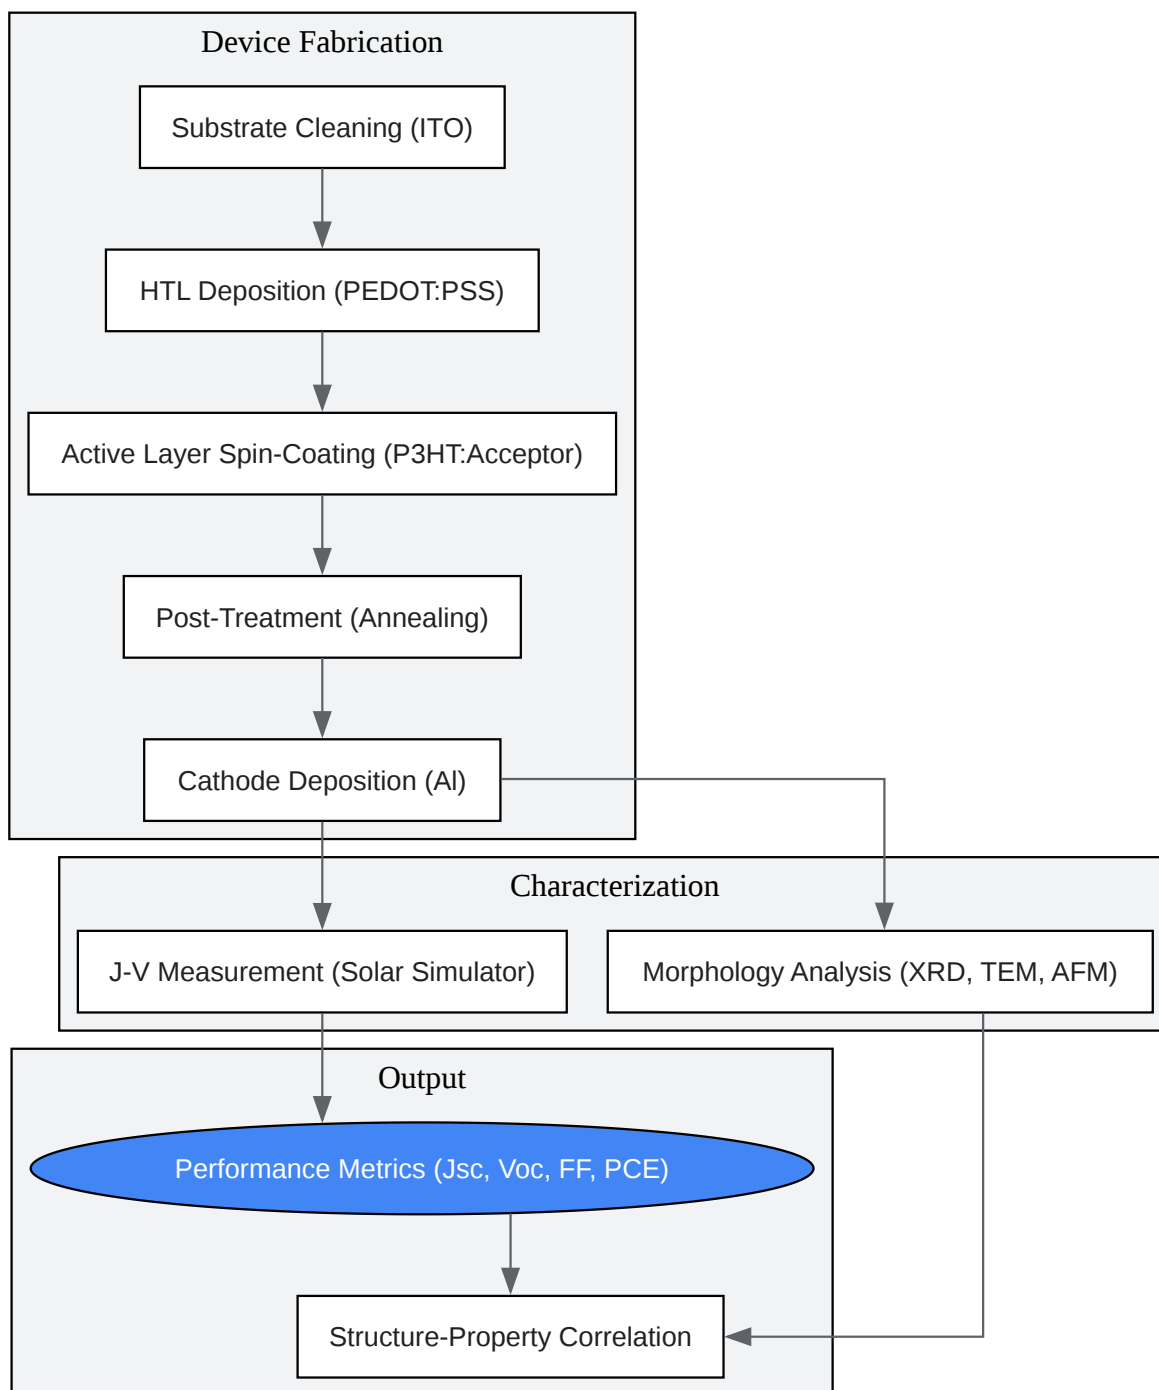 Device Fabrication
Substrate Cleaning (ITO)
HTL Deposition (PEDOT:PSS)
Active Layer Spin-Coating (P3HT:Acceptor)
Post-Treatment (Annealing)
Cathode Deposition (Al)
Characterization
J-V Measurement (Solar Simulator)
Morphology Analysis (XRD, TEM, AFM)
Output
Performance Metrics (Jsc, Voc, FF, PCE)
Structure-Property Correlation